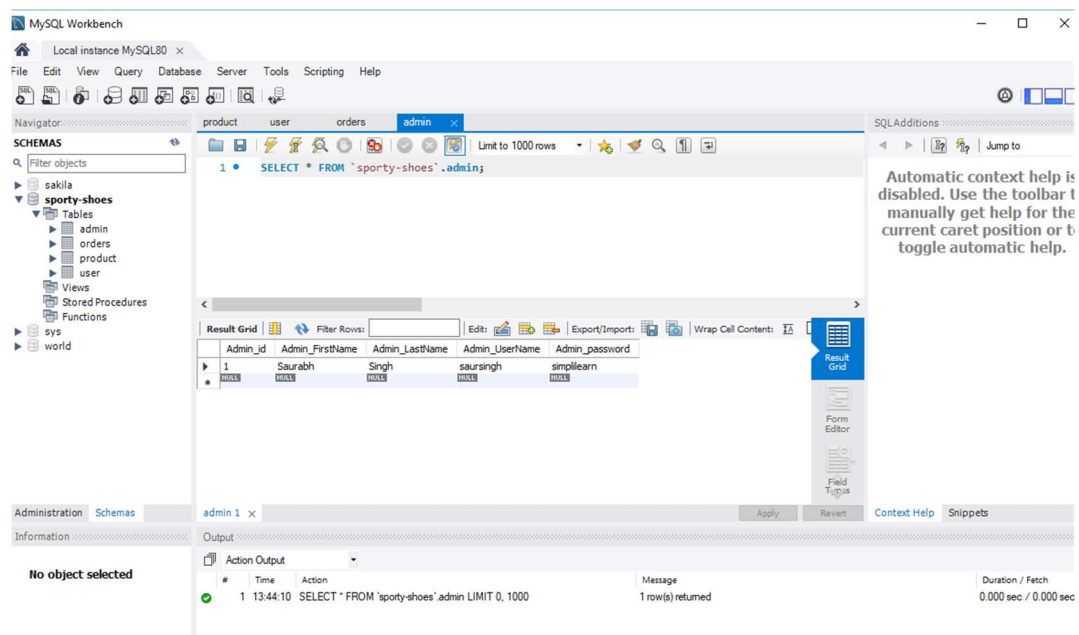 MySQL Workbench
Local instance MySQL80
File Edit View Query Database Server Tools Scripting Help
Navigator
SCHEMAS
Filter objects
sakila
sporty-shoes
Tables
admin
orders
product
user
Views
Stored Procedures
Functions
sys
world
Administration Schemas
Information
No object selected
product user orders admin
Limit to 1000 rows
1 SELECT * FROM `sporty-shoes`.admin;
Result Grid Filter Rows: Edit: Export/Import: Wrap Cell Content:
Admin_id Admin_FirstName Admin_LastName Admin_UserName Admin_password
1 Saurabh Singh saursingh simplilearn
NULL NULL NULL NULL NULL
Result
Grid
Form
Editor
Field
Types
admin 1 Apply Revert
SQLAdditions
Jump to
Automatic context help is
disabled. Use the toolbar t
manually get help for the
current caret position or to
toggle automatic help.
Context Help Snippets
Output
Action Output
# Time Action Message Duration / Fetch
1 13:44:10 SELECT * FROM `sporty-shoes`.admin LIMIT 0, 1000 1 row(s) returned 0.000 sec / 0.000 sec